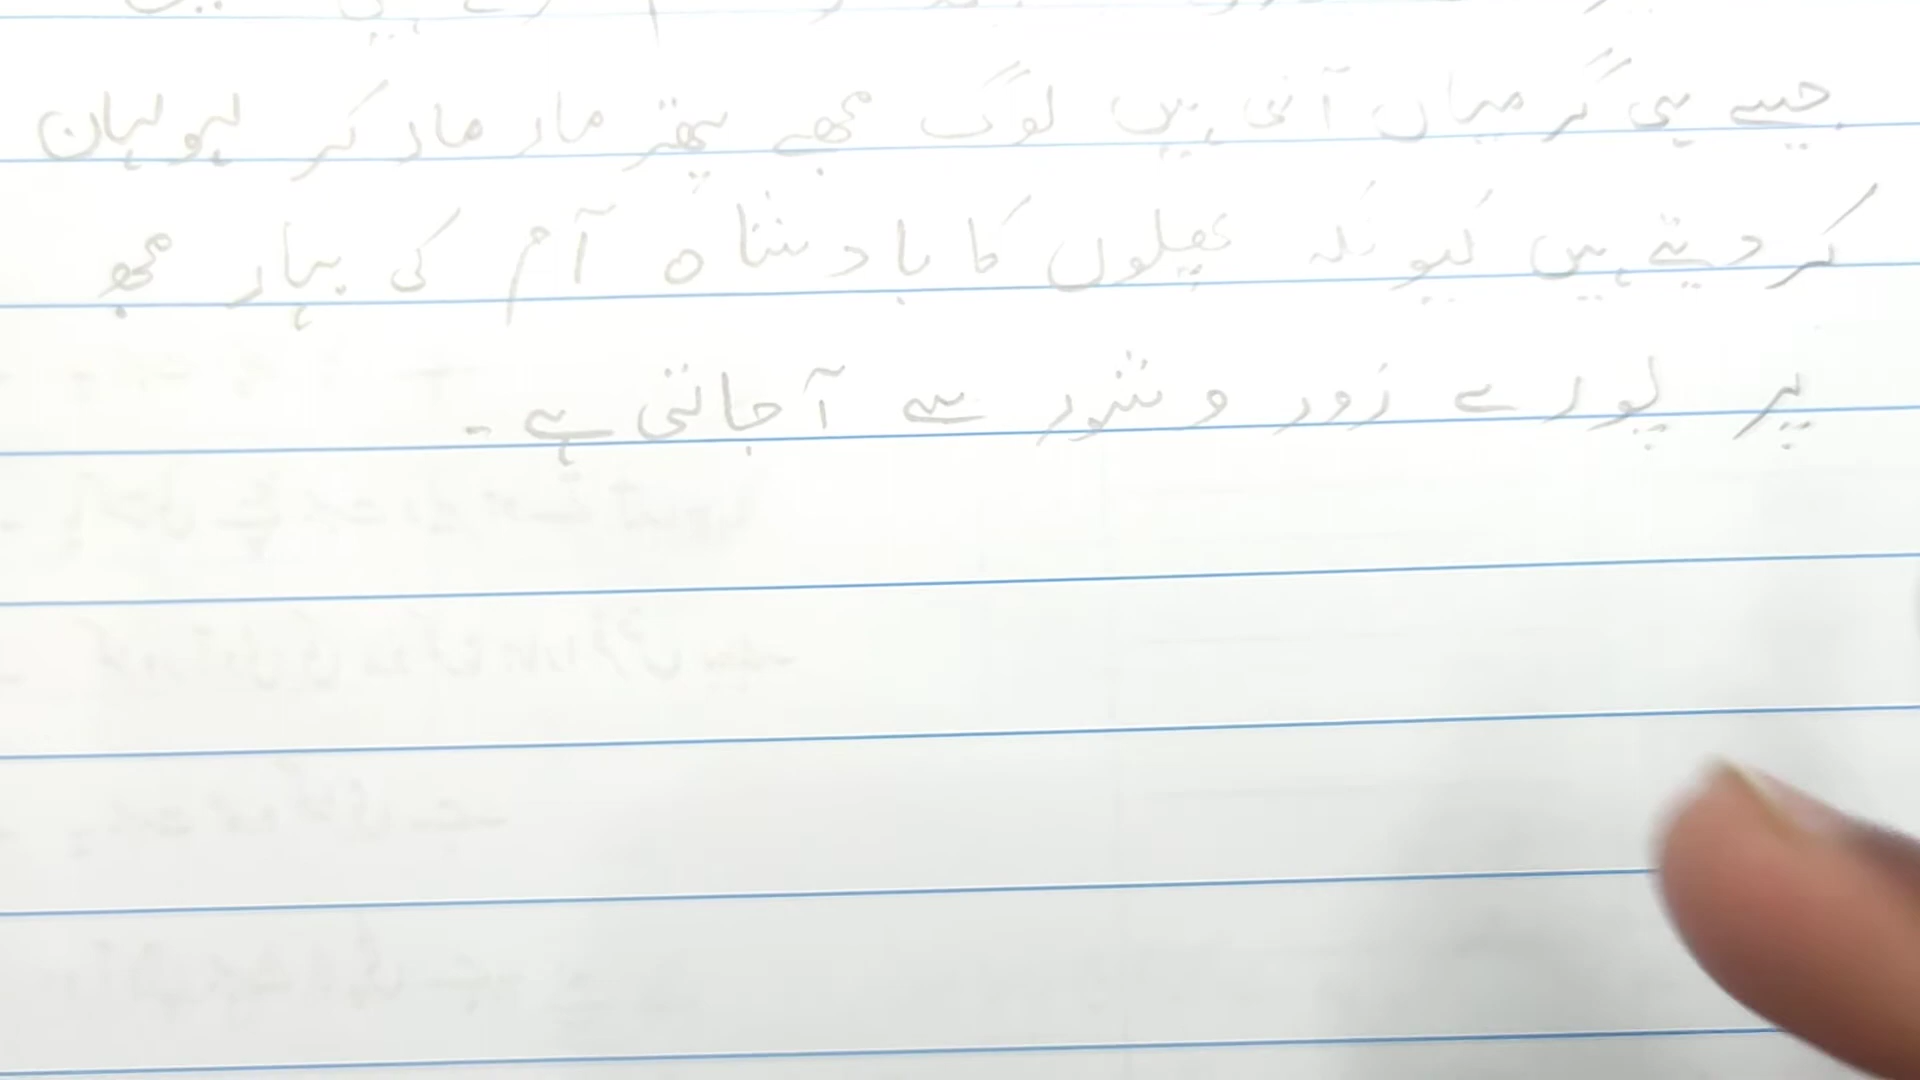 جیسے ہی گرمیاں آتی ہیں لوگ مجھے پتھر مار مار کر لہولہان
کر دیتے ہیں کیونکہ پھلوں کا بادشاہ آم کی بہار مجھ
پر پورے زور و شور سے آجاتی ہے۔